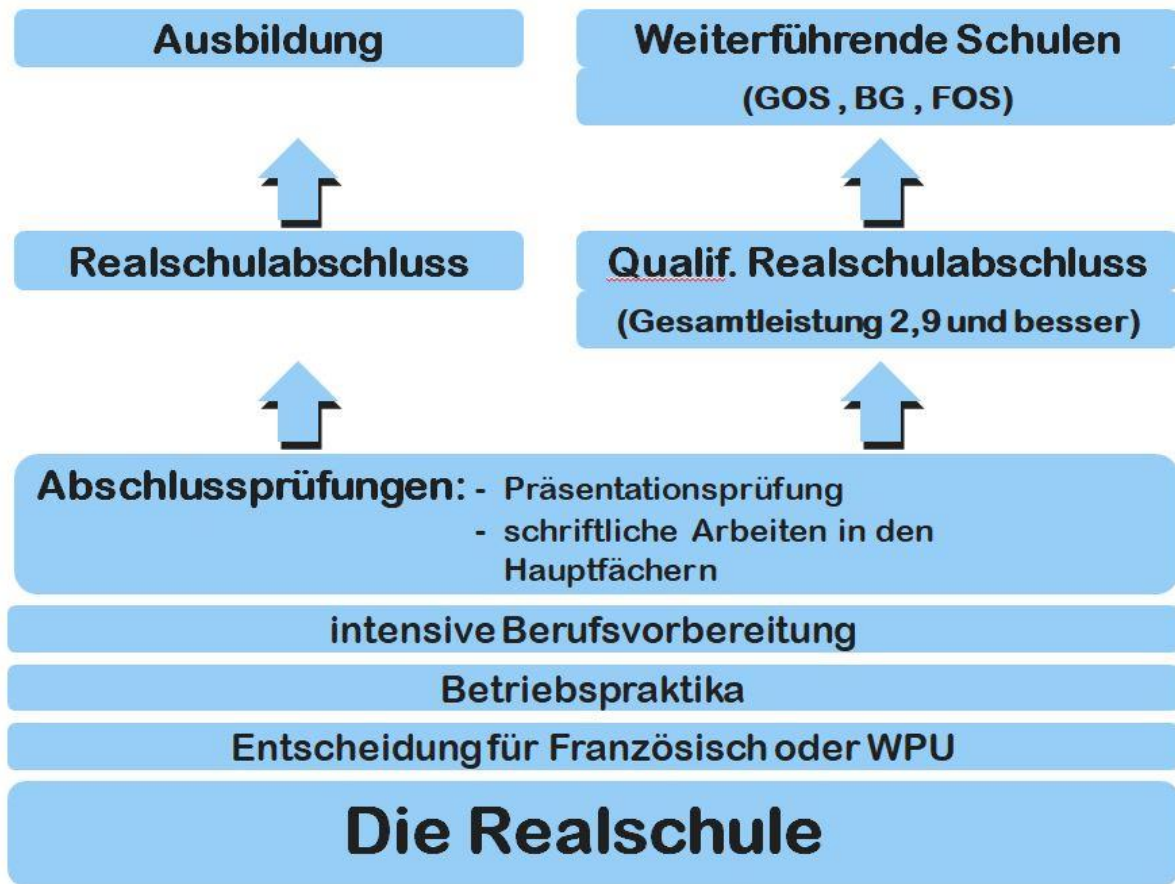 Ausbildung
Weiterführende Schulen
(GOS , BG , FOS)
Realschulabschluss
Qualif. Realschulabschluss
(Gesamtleistung 2,9 und besser)
Abschlussprüfungen: - Präsentationsprüfung
- schriftliche Arbeiten in den
Hauptfächern
intensive Berufsvorbereitung
Betriebspraktika
Entscheidung für Französisch oder WPU
Die Realschule